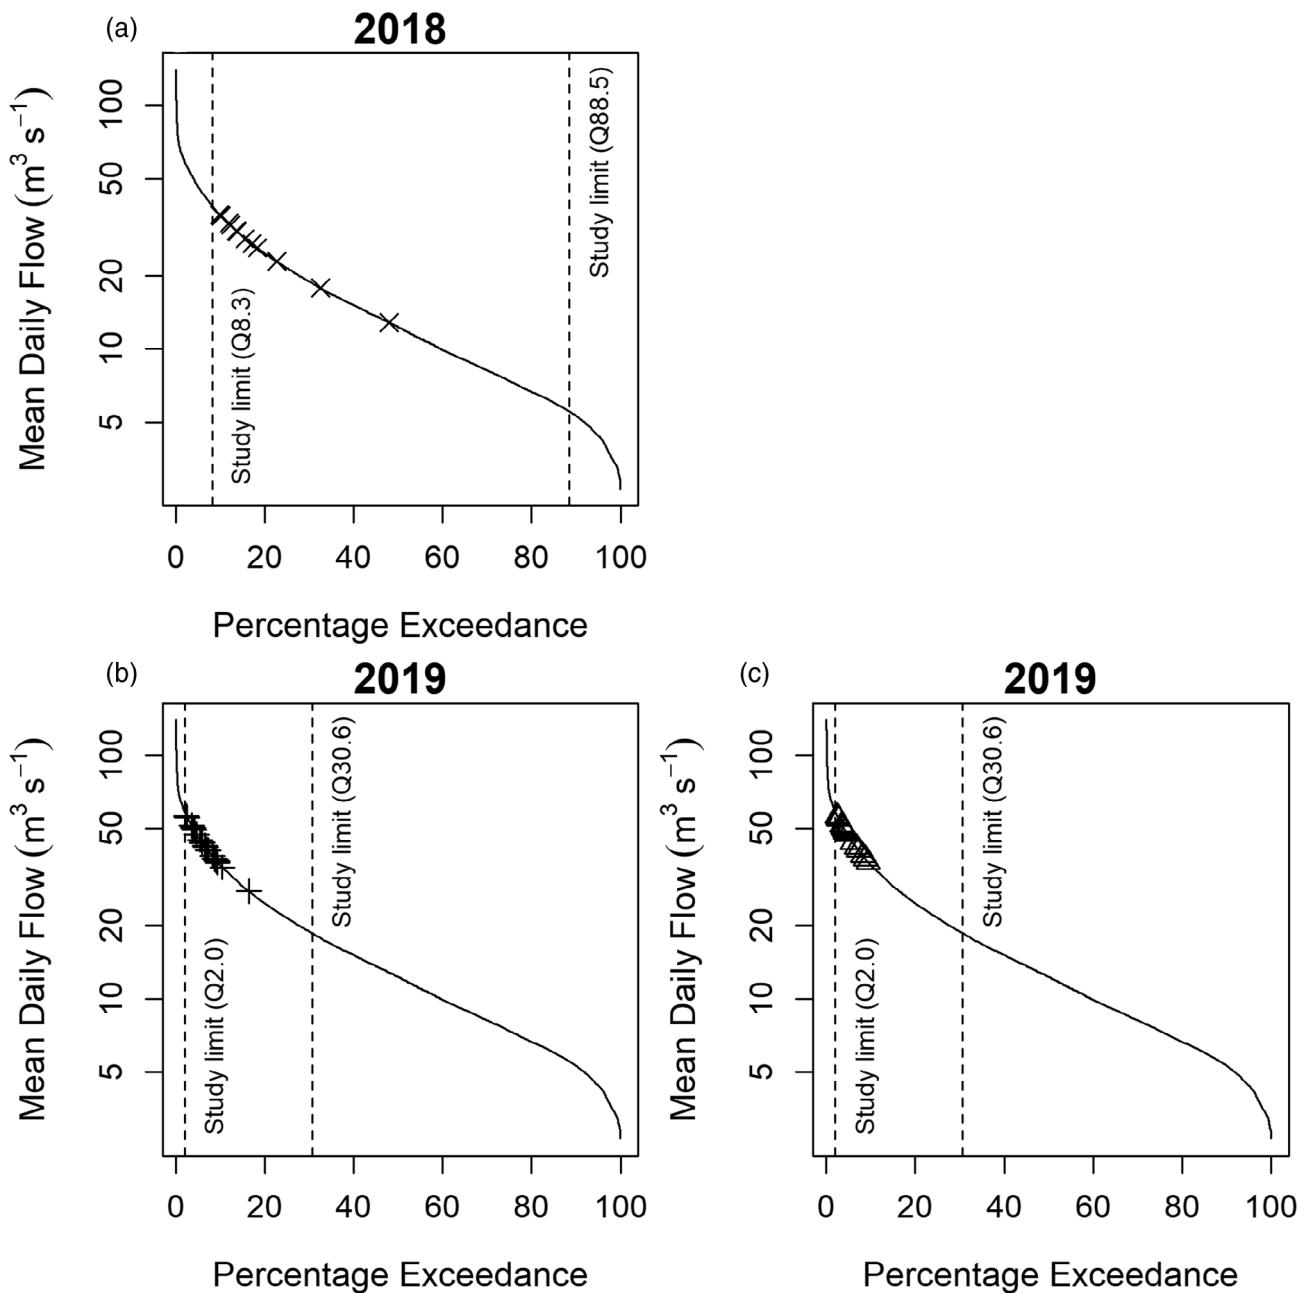 (a)
2018
Mean Daily Flow (m³ s⁻¹)
100
50
20
10
5
Study limit (Q8.3)
Study limit (Q88.5)
0 20 40 60 80 100
Percentage Exceedance
(b)
2019
Mean Daily Flow (m³ s⁻¹)
100
50
20
10
5
Study limit (Q2.0)
Study limit (Q30.6)
0 20 40 60 80 100
Percentage Exceedance
(c)
2019
Mean Daily Flow (m³ s⁻¹)
100
50
20
10
5
Study limit (Q2.0)
Study limit (Q30.6)
0 20 40 60 80 100
Percentage Exceedance